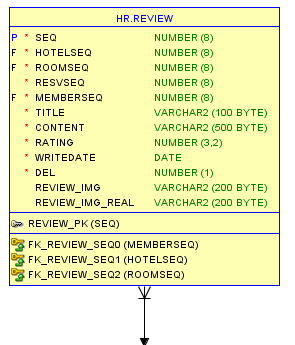 HR.REVIEW
P * SEQ NUMBER (8)
F * HOTELSEQ NUMBER (8)
F * ROOMSEQ NUMBER (8)
* RESVSEQ NUMBER (8)
F * MEMBERSEQ NUMBER (8)
* TITLE VARCHAR2 (100 BYTE)
* CONTENT VARCHAR2 (500 BYTE)
* RATING NUMBER (3,2)
* WRITEDATE DATE
* DEL NUMBER (1)
REVIEW_IMG VARCHAR2 (200 BYTE)
REVIEW_IMG_REAL VARCHAR2 (200 BYTE)
REVIEW_PK (SEQ)
FK_REVIEW_SEQ0 (MEMBERSEQ)
FK_REVIEW_SEQ1 (HOTELSEQ)
FK_REVIEW_SEQ2 (ROOMSEQ)